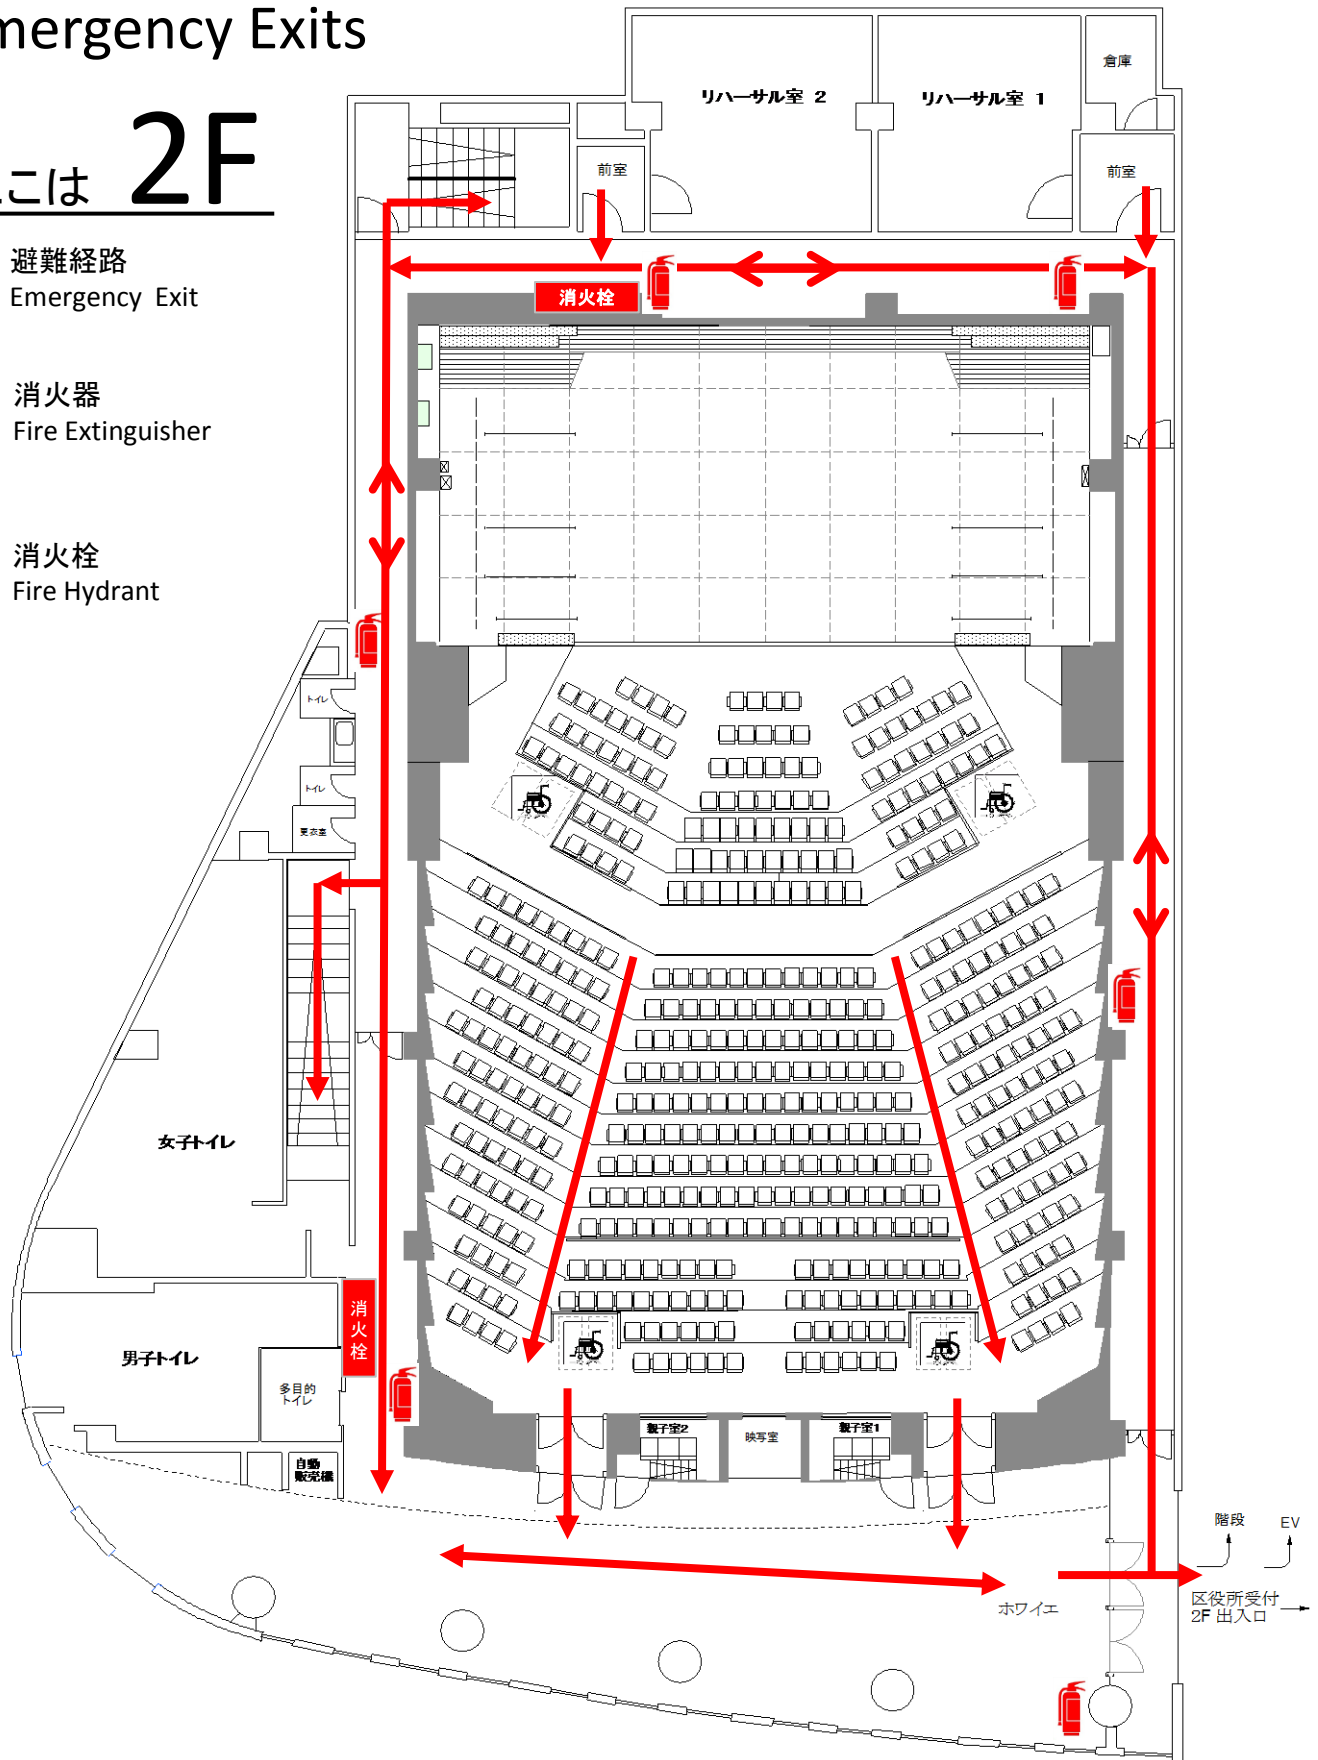 mergency Exits
こは 2F
避難経路
Emergency Exit
消火器
Fire Extinguisher
消火栓
Fire Hydrant
リハーサル室 2
リハーサル室 1
倉庫
前室
前室
消火栓
トイレ
トイレ
更衣室
女子トイレ
消火栓
男子トイレ
多目的
トイレ
自動
販売機
親子室2
映写室
親子室1
ホワイエ
階段
EV
区役所受付
2F 出入口